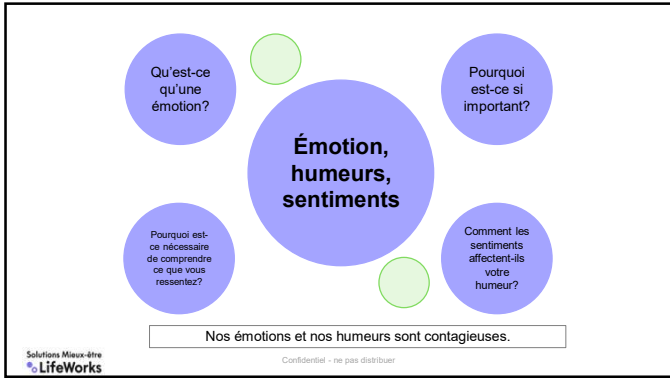 Qu'est-ce
qu'une
émotion?
Pourquoi
est-ce si
important?
Émotion,
humeurs,
sentiments
Pourquoi est-
ce nécessaire
de comprendre
ce que vous
ressentez?
Comment les
sentiments
affectent-ils
votre
humeur?
Nos émotions et nos humeurs sont contagieuses.
Solutions Mieux-être
LifeWorks
Confidentiel - ne pas distribuer